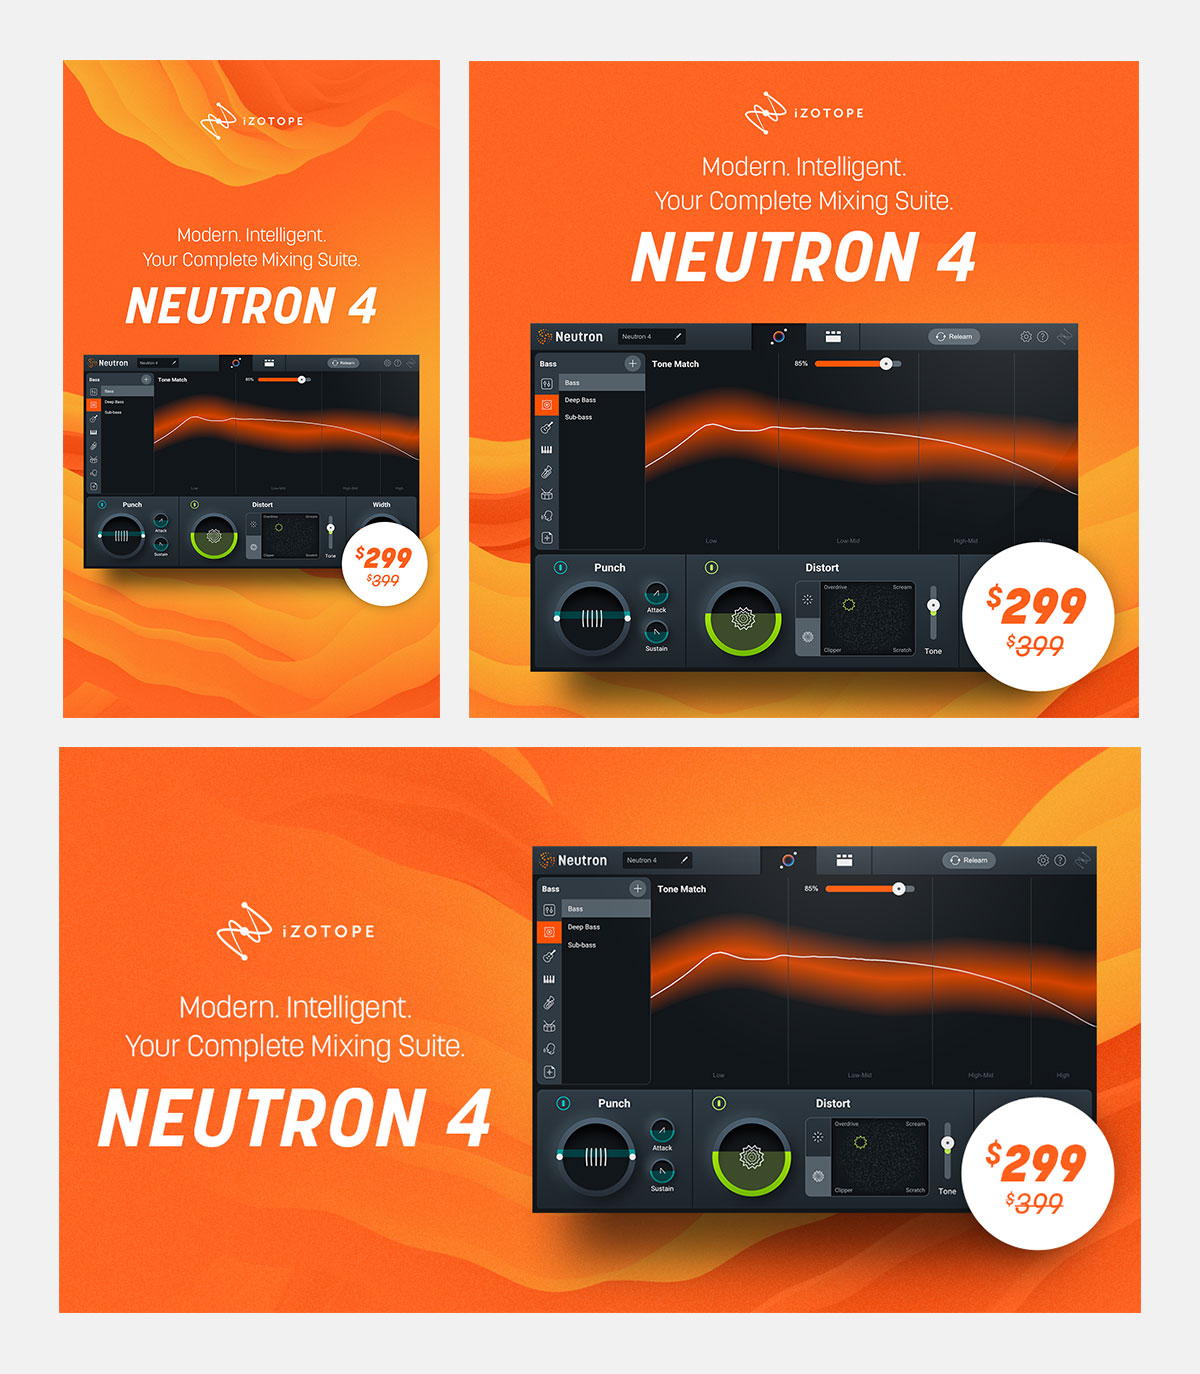 iZOTOPE
Modern. Intelligent.
Your Complete Mixing Suite.
NEUTRON 4
Neutron
Neutron 4
Relearn
Bass
Tone Match
85%
Bass
Deep Bass
Sub-bass
Low
Low-Mid
High-Mid
High
Punch
Distort
Width
Overdrive
Scream
Attack
Sustain
Clipper
Scratch
Tone
$299
$399
iZOTOPE
Modern. Intelligent.
Your Complete Mixing Suite.
NEUTRON 4
Neutron
Neutron 4
Relearn
Bass
Tone Match
85%
Bass
Deep Bass
Sub-bass
Low
Low-Mid
High-Mid
High
Punch
Distort
Overdrive
Scream
Attack
Sustain
Clipper
Scratch
Tone
$299
$399
iZOTOPE
Modern. Intelligent.
Your Complete Mixing Suite.
NEUTRON 4
Neutron
Neutron 4
Relearn
Bass
Tone Match
85%
Bass
Deep Bass
Sub-bass
Low
Low-Mid
High-Mid
High
Punch
Distort
Overdrive
Scream
Attack
Sustain
Clipper
Scratch
Tone
$299
$399